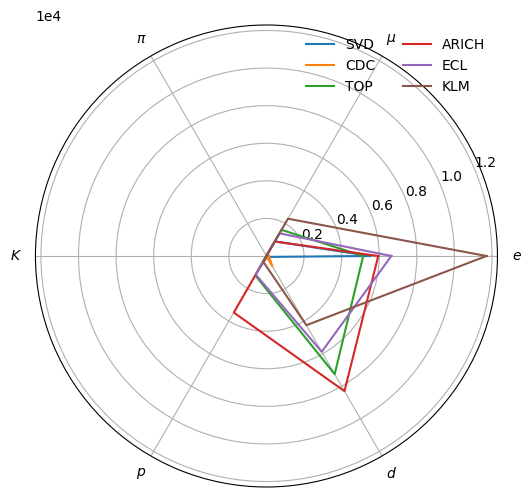 1e4
π
μ
SVD ARICH
CDC ECL
TOP KLM
1.2
1.0
0.8
0.6
0.4
0.2
K
e
p
d